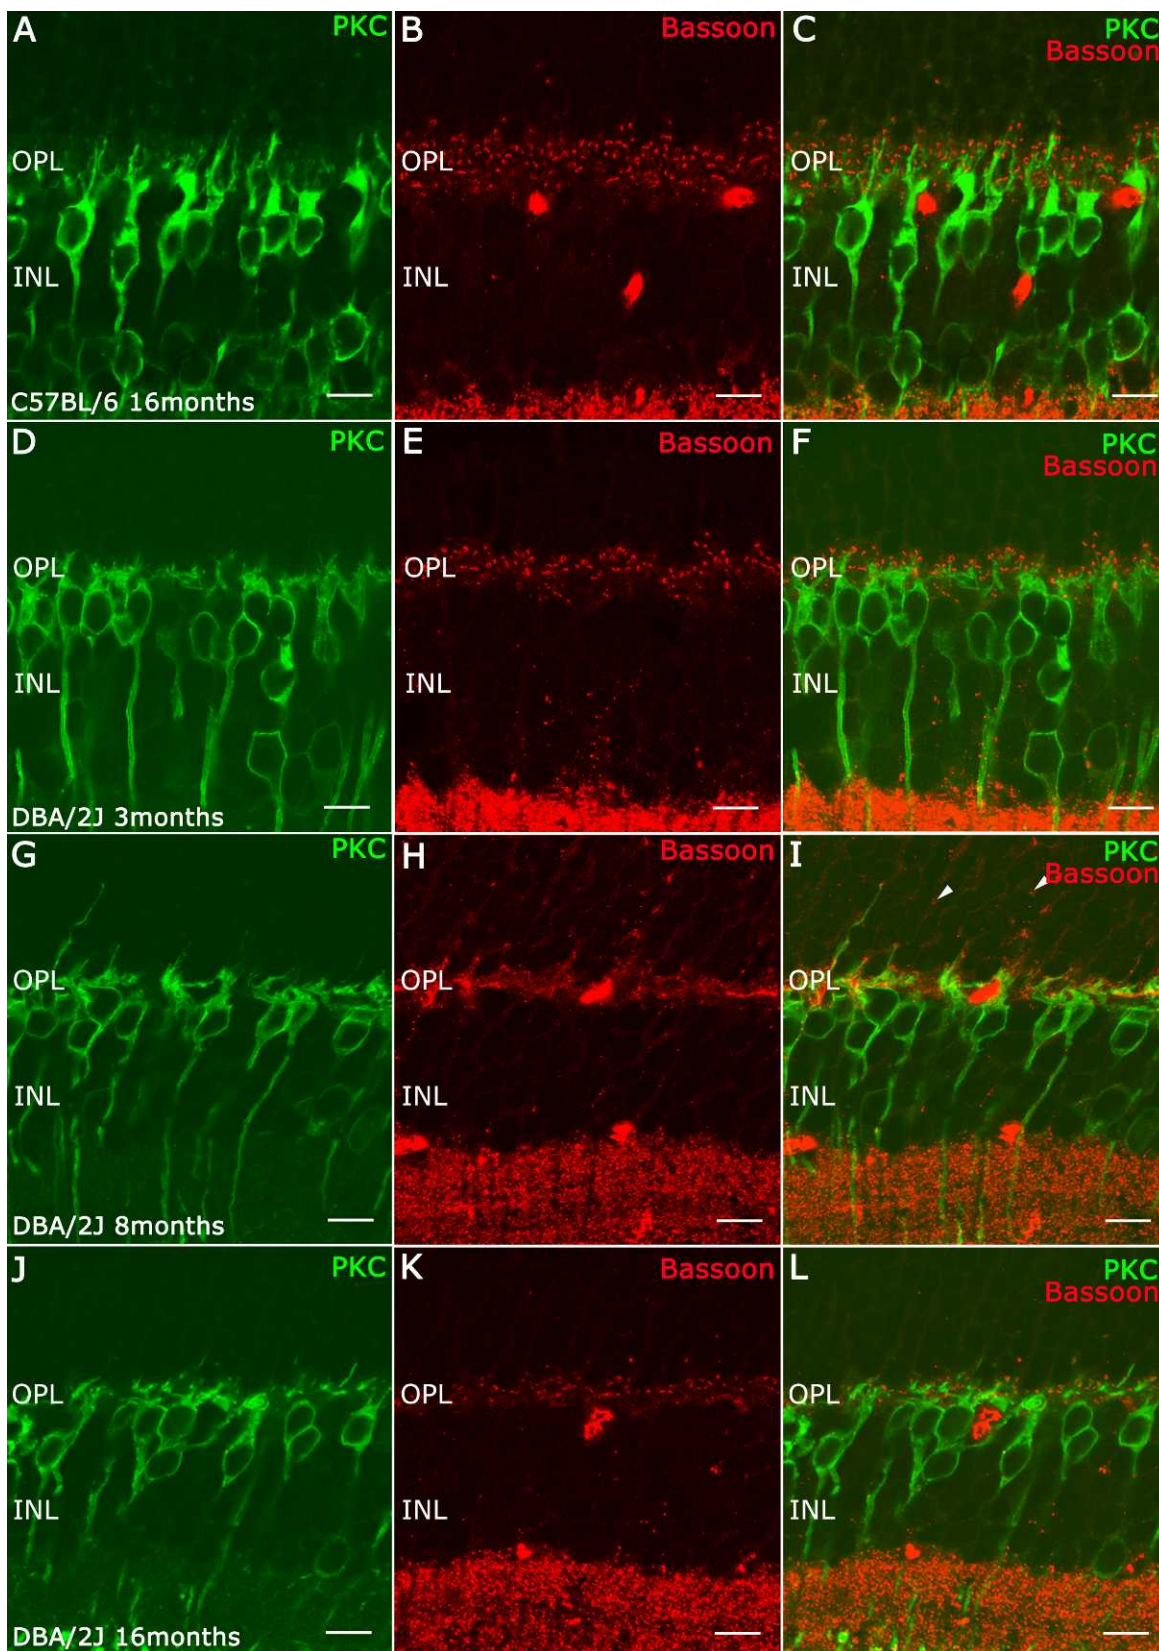 A
PKC
B
Bassoon
C
PKC
Bassoon
OPL
OPL
OPL
INL
INL
INL
C57BL/6 16months
D
PKC
E
Bassoon
F
PKC
Bassoon
OPL
OPL
OPL
INL
INL
INL
DBA/2J 3months
G
PKC
H
Bassoon
I
PKC
Bassoon
OPL
OPL
OPL
INL
INL
INL
DBA/2J 8months
J
PKC
K
Bassoon
L
PKC
Bassoon
OPL
OPL
OPL
INL
INL
INL
DBA/2J 16months